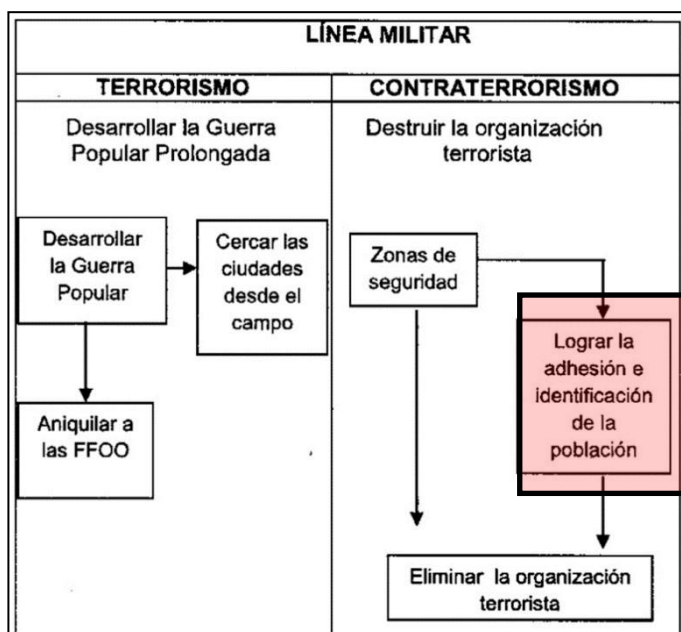 LÍNEA MILITAR
TERRORISMO
Desarrollar la Guerra
Popular Prolongada
Desarrollar
la Guerra
Popular
Cercar las
ciudades
desde el
campo
Aniquilar a
las FFOO
CONTRATERRORISMO
Destruir la organización
terrorista
Zonas de
seguridad
Lograr la
adhesión e
identificación
de la
población
Eliminar la organización
terrorista